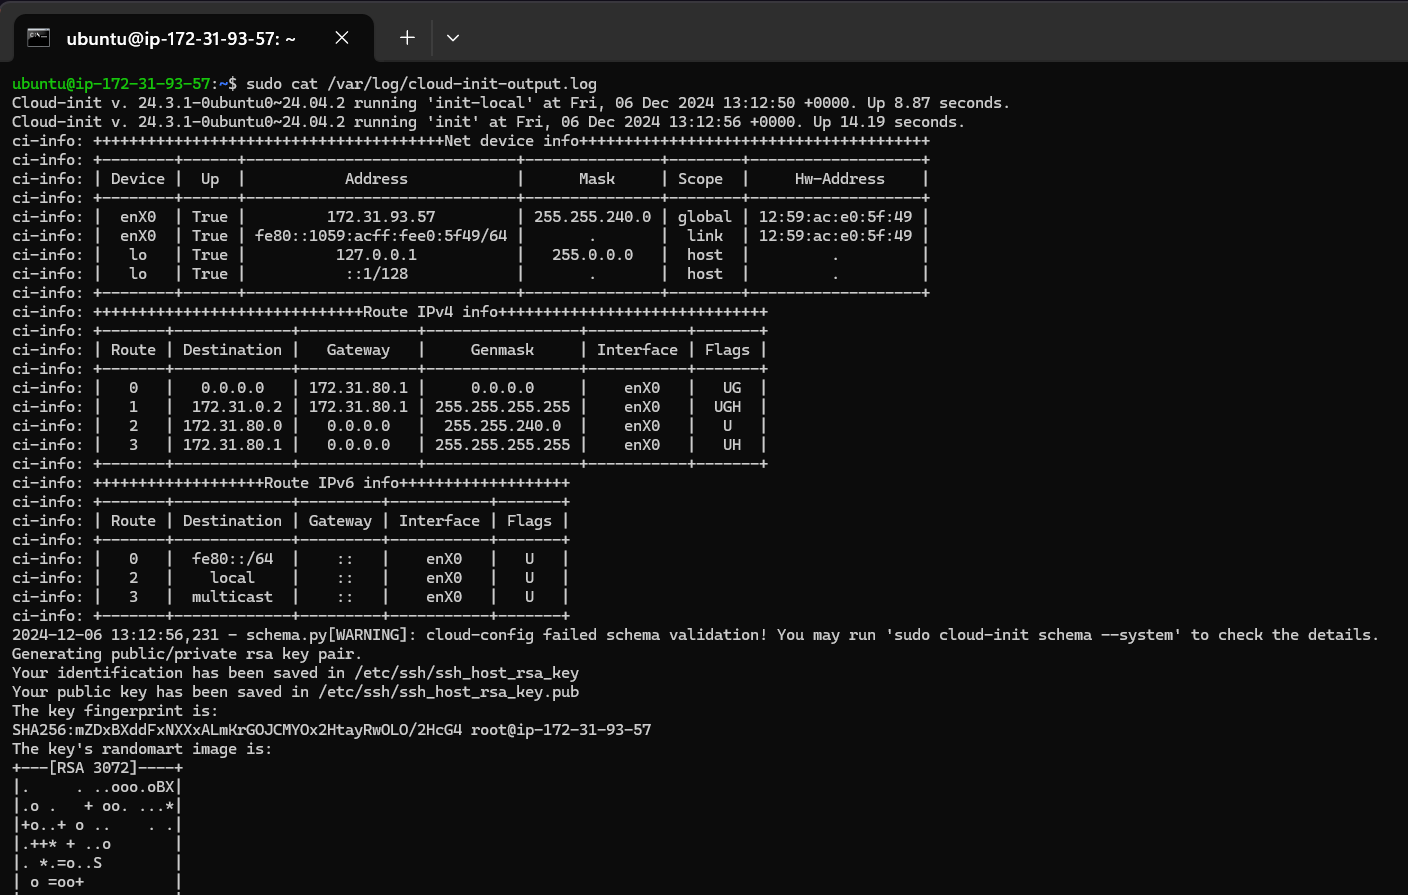 ubuntu@ip-172-31-93-57: ~
ubuntu@ip-172-31-93-57:~$ sudo cat /var/log/cloud-init-output.log
Cloud-init v. 24.3.1-0ubuntu0~24.04.2 running 'init-local' at Fri, 06 Dec 2024 13:12:50 +0000. Up 8.87 seconds.
Cloud-init v. 24.3.1-0ubuntu0~24.04.2 running 'init' at Fri, 06 Dec 2024 13:12:56 +0000. Up 14.19 seconds.
ci-info: +++++++++++++++++++++++++++++++++++++++Net device info+++++++++++++++++++++++++++++++++++++++
ci-info: +--------+------+------------------------------+---------------+--------+-------------------+
ci-info: | Device |  Up  |           Address            |      Mask     | Scope  |     Hw-Address    |
ci-info: +--------+------+------------------------------+---------------+--------+-------------------+
ci-info: |  enX0  | True |         172.31.93.57         | 255.255.240.0 | global | 12:59:ac:e0:5f:49 |
ci-info: |  enX0  | True | fe80::1059:acff:fee0:5f49/64 |       .       |  link  | 12:59:ac:e0:5f:49 |
ci-info: |   lo   | True |          127.0.0.1           |   255.0.0.0   |  host  |         .         |
ci-info: |   lo   | True |           ::1/128            |       .       |  host  |         .         |
ci-info: +--------+------+------------------------------+---------------+--------+-------------------+
ci-info: ++++++++++++++++++++++++++++++Route IPv4 info++++++++++++++++++++++++++++++
ci-info: +-------+-------------+-------------+-----------------+-----------+-------+
ci-info: | Route | Destination |   Gateway   |     Genmask     | Interface | Flags |
ci-info: +-------+-------------+-------------+-----------------+-----------+-------+
ci-info: |   0   |   0.0.0.0   | 172.31.80.1 |     0.0.0.0     |    enX0   |   UG  |
ci-info: |   1   |  172.31.0.2 | 172.31.80.1 | 255.255.255.255 |    enX0   |  UGH  |
ci-info: |   2   | 172.31.80.0 |   0.0.0.0   |  255.255.240.0  |    enX0   |   U   |
ci-info: |   3   | 172.31.80.1 |   0.0.0.0   | 255.255.255.255 |    enX0   |   UH  |
ci-info: +-------+-------------+-------------+-----------------+-----------+-------+
ci-info: +++++++++++++++++++Route IPv6 info+++++++++++++++++++
ci-info: +-------+-------------+---------+-----------+-------+
ci-info: | Route | Destination | Gateway | Interface | Flags |
ci-info: +-------+-------------+---------+-----------+-------+
ci-info: |   0   |  fe80::/64  |    ::   |    enX0   |   U   |
ci-info: |   2   |    local    |    ::   |    enX0   |   U   |
ci-info: |   3   |  multicast  |    ::   |    enX0   |   U   |
ci-info: +-------+-------------+---------+-----------+-------+
2024-12-06 13:12:56,231 - schema.py[WARNING]: cloud-config failed schema validation! You may run 'sudo cloud-init schema --system' to check the details.
Generating public/private rsa key pair.
Your identification has been saved in /etc/ssh/ssh_host_rsa_key
Your public key has been saved in /etc/ssh/ssh_host_rsa_key.pub
The key fingerprint is:
SHA256:mZDxBXddFxNXXxALmKrGOJCMYOx2HtayRwOLO/2HcG4 root@ip-172-31-93-57
The key's randomart image is:
+---[RSA 3072]----+
|.     . ..ooo.oBX|
|.o .   + oo. ...*|
|+o..+ o ..    . .|
|.++* + ..o       |
|. *.=o..S        |
| o =oo+          |